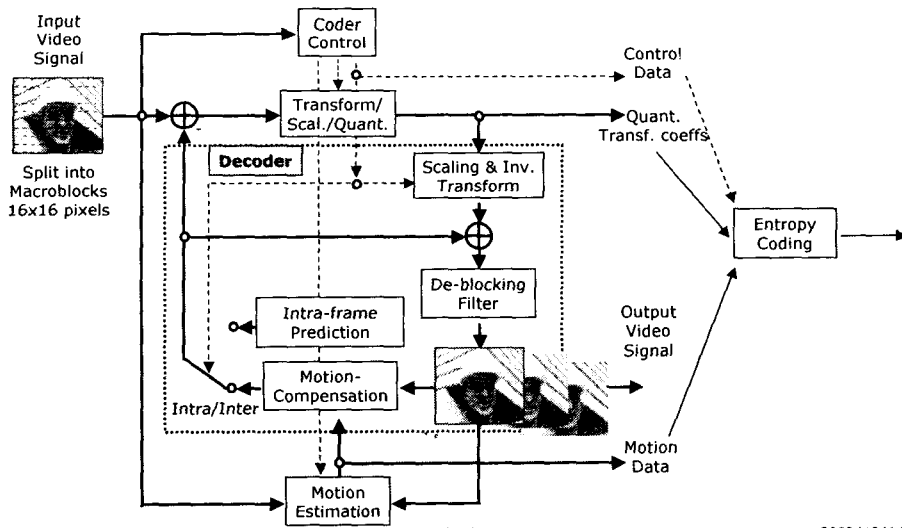 Input
Video
Signal
Coder
Control
Control
Data
Transform/
Scal./Quant.
Quant.
Transf. coeffs
Split into
Macroblocks
16x16 pixels
Decoder
Scaling & Inv.
Transform
Entropy
Coding
De-blocking
Filter
Intra-frame
Prediction
Output
Video
Signal
Motion-
Compensation
Intra/Inter
Motion
Data
Motion
Estimation